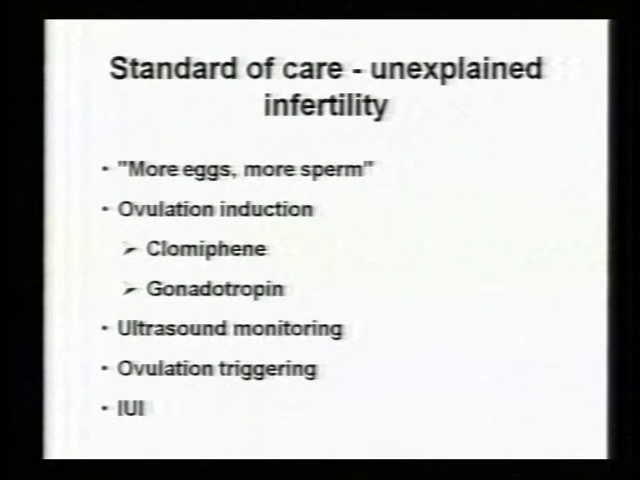 Standard of care - unexplained
infertility
• "More eggs, more sperm"
• Ovulation induction
➢ Clomiphene
➢ Gonadotropin
• Ultrasound monitoring
• Ovulation triggering
• IUI